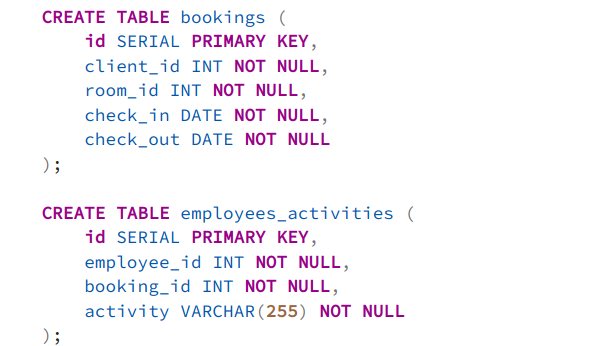 CREATE TABLE bookings (
id SERIAL PRIMARY KEY,
client_id INT NOT NULL,
room_id INT NOT NULL,
check_in DATE NOT NULL,
check_out DATE NOT NULL
);
CREATE TABLE employees_activities (
id SERIAL PRIMARY KEY,
employee_id INT NOT NULL,
booking_id INT NOT NULL,
activity VARCHAR(255) NOT NULL
);